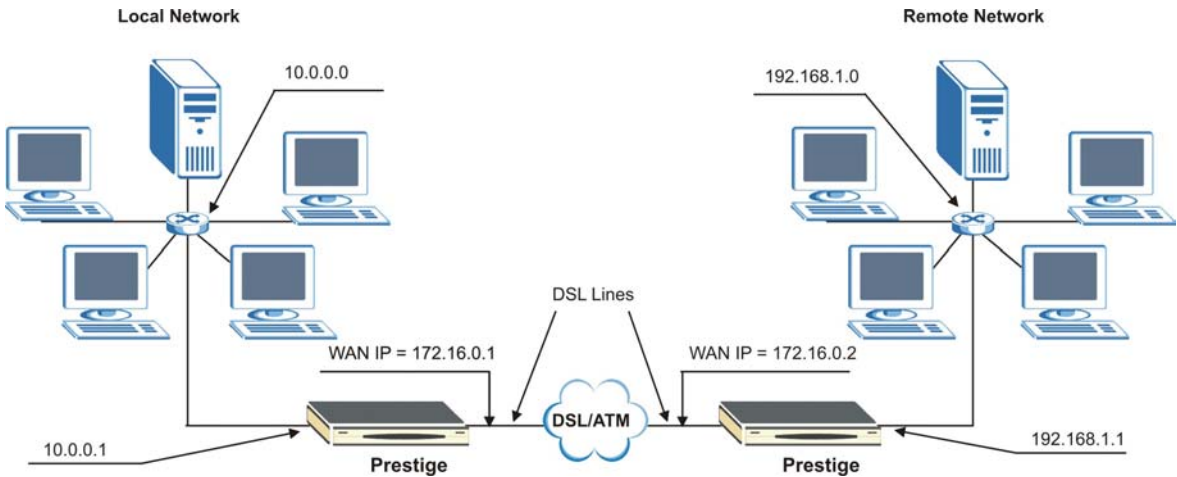 Local Network
Remote Network
10.0.0.0
192.168.1.0
DSL Lines
WAN IP = 172.16.0.1
WAN IP = 172.16.0.2
DSL/ATM
10.0.0.1
192.168.1.1
Prestige
Prestige